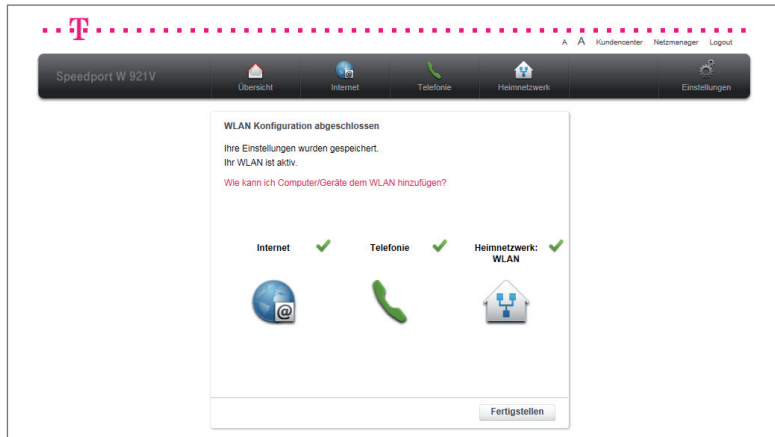 T
A A Kundencenter Netzmanager Logout
Speedport W 921V
Übersicht Internet Telefonie Heimnetzwerk Einstellungen
WLAN Konfiguration abgeschlossen
Ihre Einstellungen wurden gespeichert.
Ihr WLAN ist aktiv.
Wie kann ich Computer/Geräte dem WLAN hinzufügen?
Internet Telefonie Heimnetzwerk:
WLAN
@
Fertigstellen